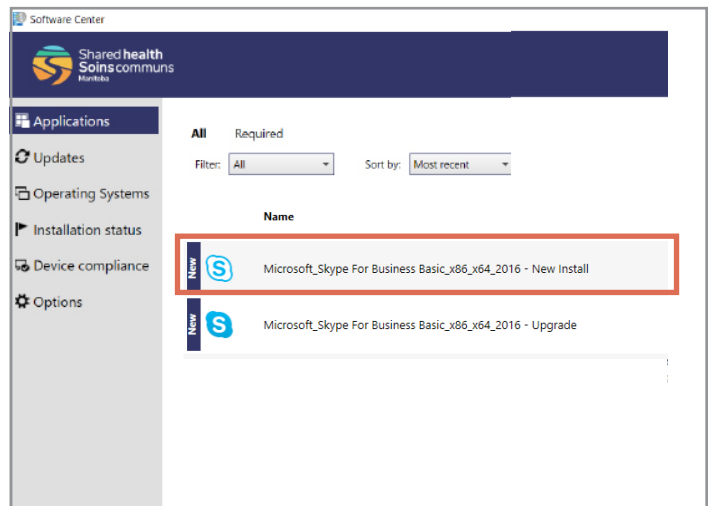 Software Center
Shared health
Soins communs
Manitoba
Applications
Updates
Operating Systems
Installation status
Device compliance
Options
All Required
Filter: All Sort by: Most recent
Name
New
Microsoft_Skype For Business Basic_x86_x64_2016 - New Install
New
Microsoft_Skype For Business Basic_x86_x64_2016 - Upgrade